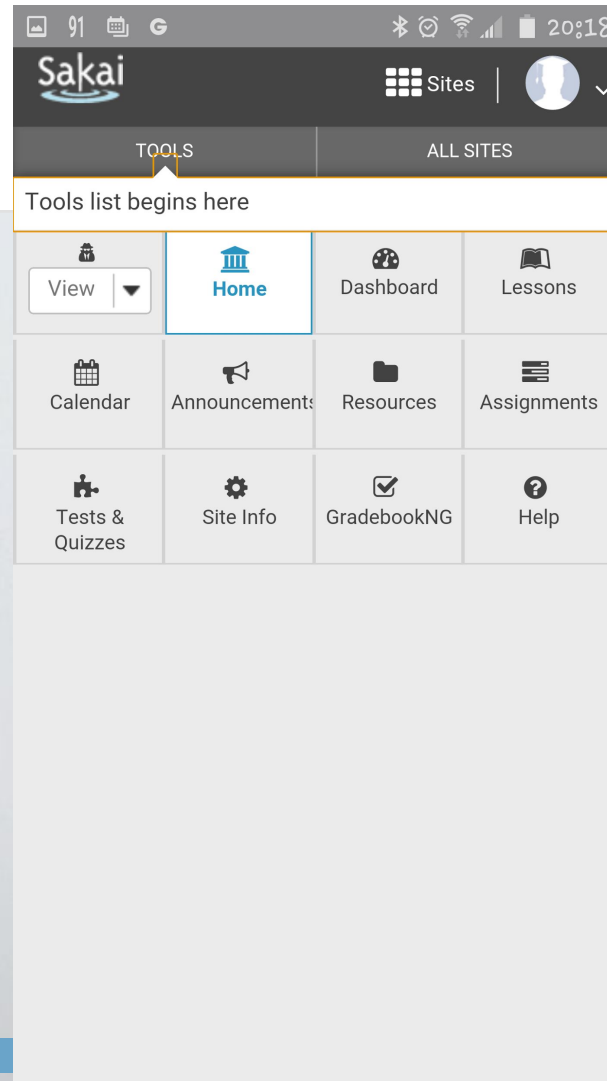 91 G 20:18
Sakai
Sites
TOOLS ALL SITES
Tools list begins here
View Home Dashboard Lessons
Calendar Announcements Resources Assignments
Tests & Site Info GradebookNG Help
Quizzes